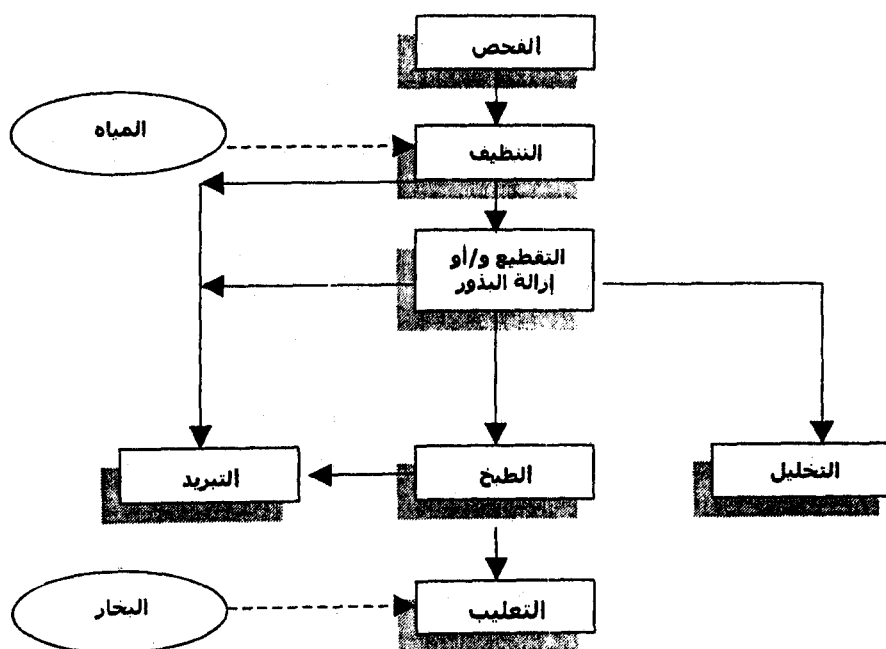 الفحص
المياه
التنظيف
التقطيع و/أو
إزالة البذور
التبريد
الطبخ
التخليل
البخار
التعليب